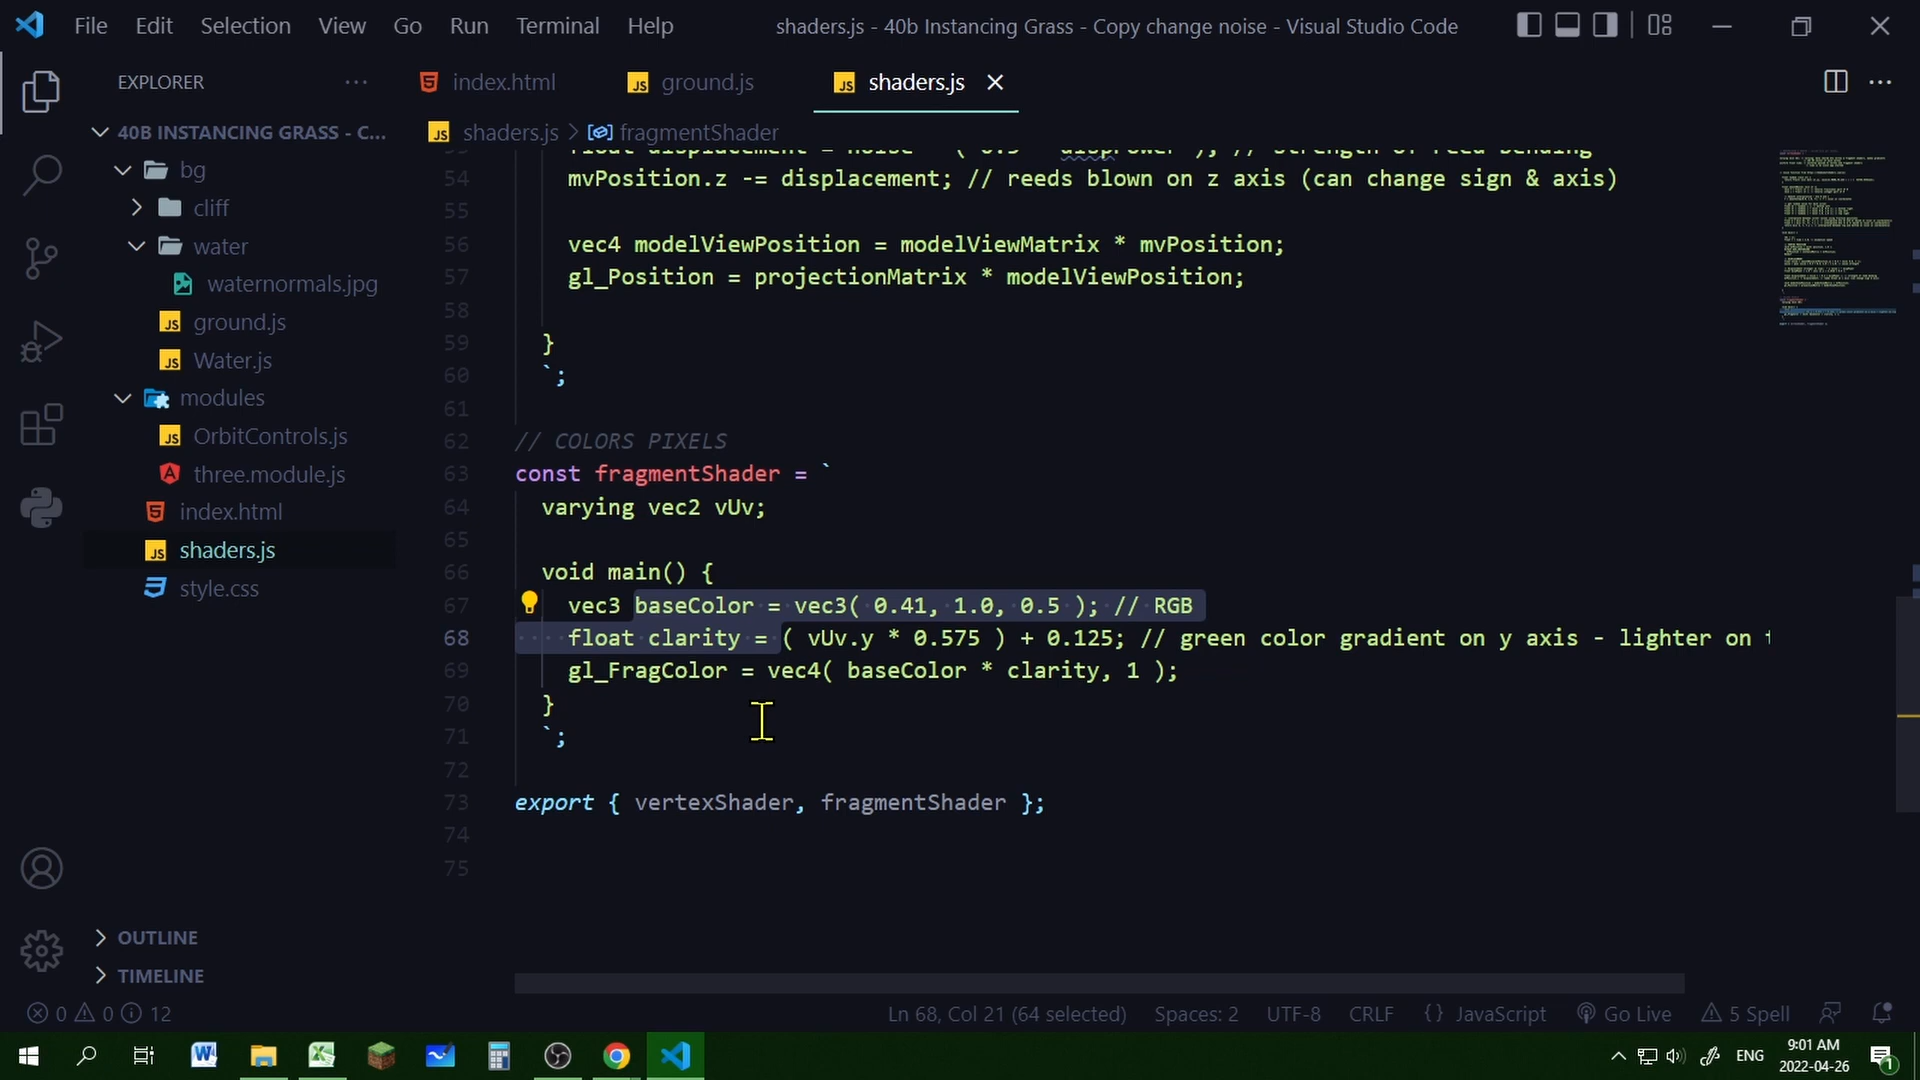 File Edit Selection View Go Run Terminal Help
shaders.js - 40b Instancing Grass - Copy change noise - Visual Studio Code
EXPLORER
40B INSTANCING GRASS - C...
bg
cliff
water
waternormals.jpg
ground.js
Water.js
modules
OrbitControls.js
three.module.js
index.html
shaders.js
style.css
OUTLINE
TIMELINE
index.html ground.js shaders.js
shaders.js > fragmentShader
54 mvPosition.z -= displacement; // reeds blown on z axis (can change sign & axis)
55
56 vec4 modelViewPosition = modelViewMatrix * mvPosition;
57 gl_Position = projectionMatrix * modelViewPosition;
58
59 }
60 `;
61
62 // COLORS PIXELS
63 const fragmentShader = `
64 varying vec2 vUv;
65
66 void main() {
67 vec3 baseColor = vec3( 0.41, 1.0, 0.5 ); // RGB
68 float clarity = ( vUv.y * 0.575 ) + 0.125; // green color gradient on y axis - lighter on
69 gl_FragColor = vec4( baseColor * clarity, 1 );
70 }
71 `;
72
73 export { vertexShader, fragmentShader };
74
75
0 0 12
Ln 68, Col 21 (64 selected) Spaces: 2 UTF-8 CRLF {} JavaScript Go Live 5 Spell
ENG
9:01 AM
2022-04-26
1